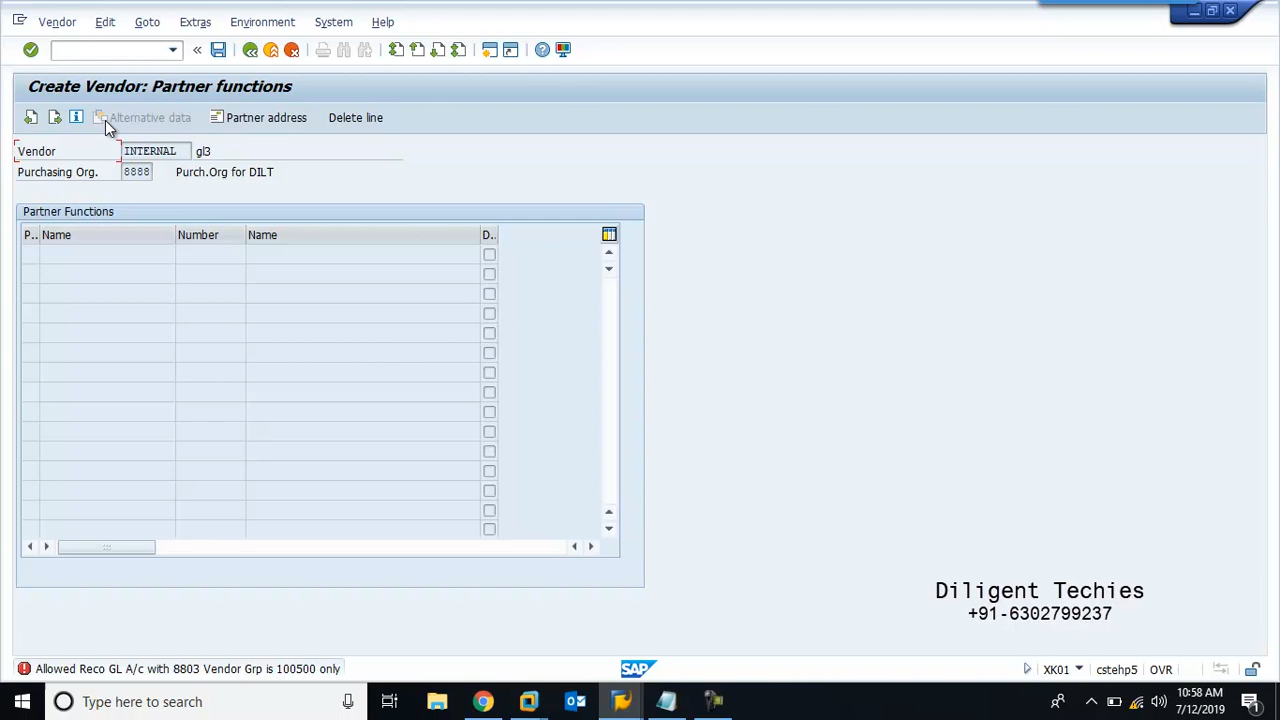 Vendor Edit Goto Extras Environment System Help
Create Vendor: Partner functions
Alternative data Partner address Delete line
Vendor INTERNAL gl3
Purchasing Org. 8888 Purch.Org for DILT
Partner Functions
P.. Name Number Name D..
Diligent Techies
+91-6302799237
Allowed Reco GL A/c with 8803 Vendor Grp is 100500 only SAP XK01 cstehp5 OVR
Type here to search
10:58 AM
7/12/2019